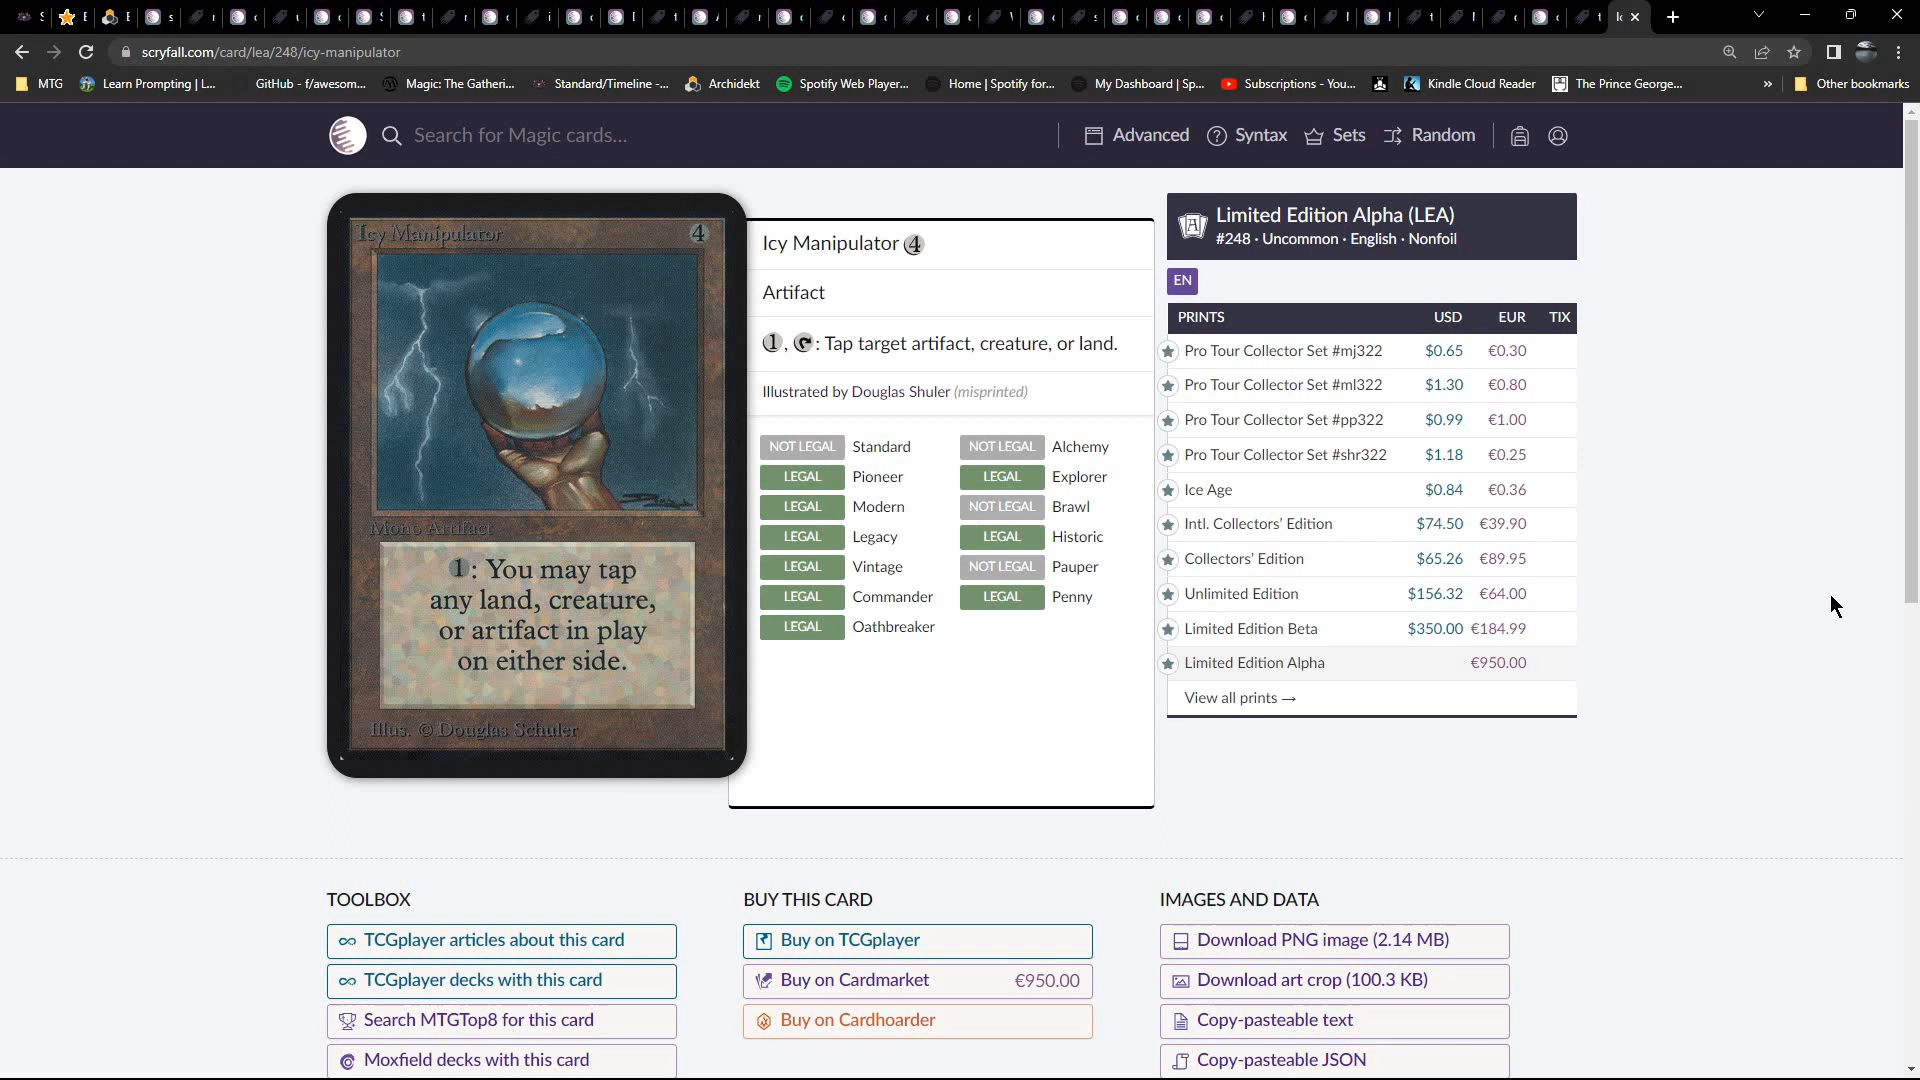 scryfall.com/card/lea/248/icy-manipulator
MTG
Learn Prompting | L...
GitHub - f/awesom...
Magic: The Gatheri...
Standard/Timeline -...
Archidekt
Spotify Web Player...
Home | Spotify for...
My Dashboard | Sp...
Subscriptions - You...
Kindle Cloud Reader
The Prince George...
»
Other bookmarks
Search for Magic cards...
Advanced
Syntax
Sets
Random
Icy Manipulator 4
Mono Artifact
1: You may tap
any land, creature,
or artifact in play
on either side.
Illus. © Douglas Schuler
Icy Manipulator 4
Artifact
1, : Tap target artifact, creature, or land.
Illustrated by Douglas Shuler (misprinted)
NOT LEGAL Standard NOT LEGAL Alchemy
LEGAL Pioneer LEGAL Explorer
LEGAL Modern NOT LEGAL Brawl
LEGAL Legacy LEGAL Historic
LEGAL Vintage NOT LEGAL Pauper
LEGAL Commander LEGAL Penny
LEGAL Oathbreaker
Limited Edition Alpha (LEA)
#248 · Uncommon · English · Nonfoil
EN
PRINTS USD EUR TIX
Pro Tour Collector Set #mj322 $0.65 €0.30
Pro Tour Collector Set #ml322 $1.30 €0.80
Pro Tour Collector Set #pp322 $0.99 €1.00
Pro Tour Collector Set #shr322 $1.18 €0.25
Ice Age $0.84 €0.36
Intl. Collectors' Edition $74.50 €39.90
Collectors' Edition $65.26 €89.95
Unlimited Edition $156.32 €64.00
Limited Edition Beta $350.00 €184.99
Limited Edition Alpha €950.00
View all prints →
TOOLBOX
TCGplayer articles about this card
TCGplayer decks with this card
Search MTGTop8 for this card
Moxfield decks with this card
BUY THIS CARD
Buy on TCGplayer
Buy on Cardmarket €950.00
Buy on Cardhoarder
IMAGES AND DATA
Download PNG image (2.14 MB)
Download art crop (100.3 KB)
Copy-pasteable text
Copy-pasteable JSON